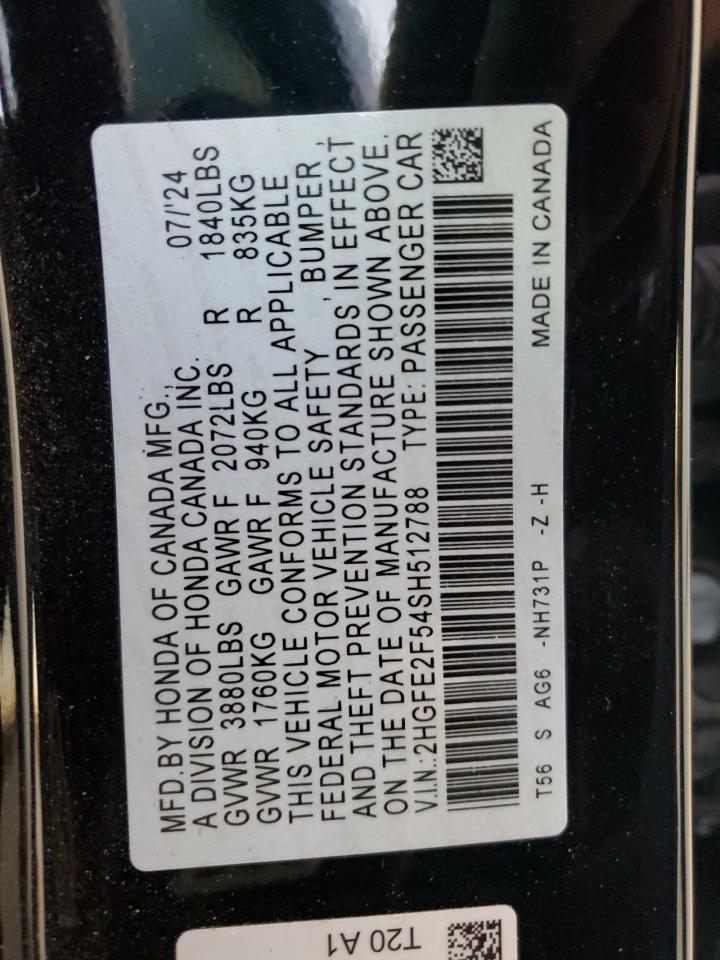 MFD.BY HONDA OF CANADA MFG., 07/'24
A DIVISION OF HONDA CANADA INC.
GVWR 3880LBS GAWR F 2072LBS R 1840LBS
GVWR 1760KG GAWR F 940KG R 835KG
THIS VEHICLE CONFORMS TO ALL APPLICABLE
FEDERAL MOTOR VEHICLE SAFETY, BUMPER,
AND THEFT PREVENTION STANDARDS IN EFFECT
ON THE DATE OF MANUFACTURE SHOWN ABOVE.
V.I.N.:2HGFE2F54SH512788 TYPE: PASSENGER CAR
T56 S AG6 -NH731P -Z -H MADE IN CANADA
T20 A1